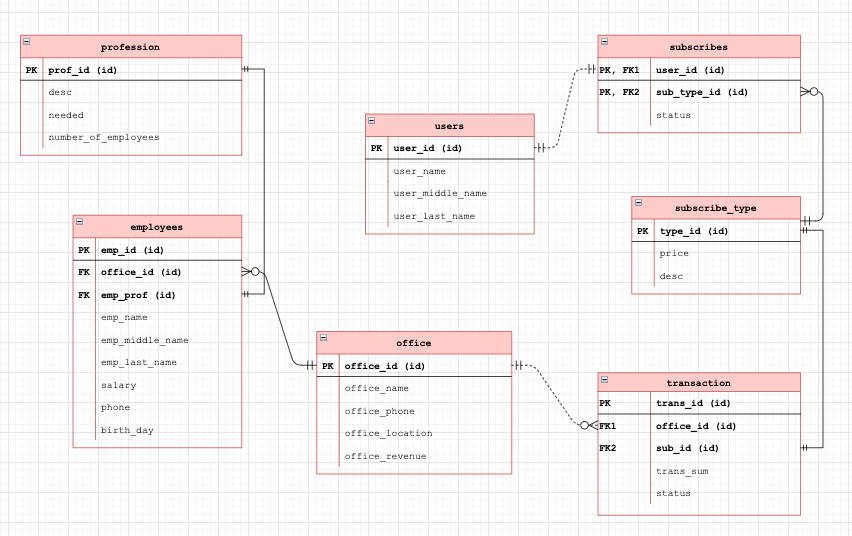 profession
PK prof_id (id)
desc
needed
number_of_employees
subscribes
PK, FK1 user_id (id)
PK, FK2 sub_type_id (id)
status
users
PK user_id (id)
user_name
user_middle_name
user_last_name
subscribe_type
PK type_id (id)
price
desc
employees
PK emp_id (id)
FK office_id (id)
FK emp_prof (id)
emp_name
emp_middle_name
emp_last_name
salary
phone
birth_day
office
PK office_id (id)
office_name
office_phone
office_location
office_revenue
transaction
PK trans_id (id)
FK1 office_id (id)
FK2 sub_id (id)
trans_sum
status